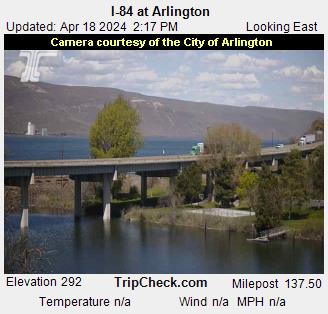 I-84 at Arlington
Updated: Apr 18 2024 2:17 PM Looking East
Camera courtesy of the City of Arlington
Elevation 292 TripCheck.com Milepost 137.50
Temperature n/a Wind n/a MPH n/a